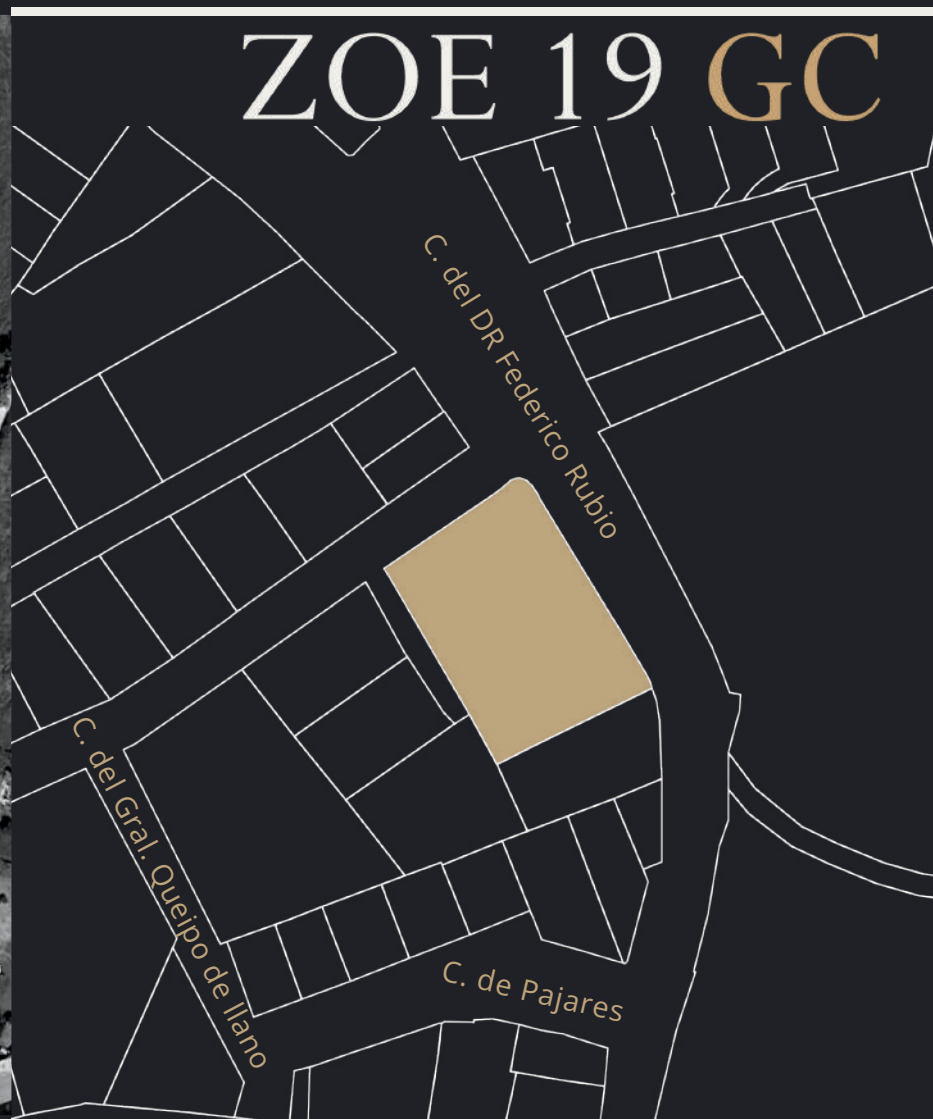 ZOE 19 GC
C. del DR Federico Rubio
C. del Gral. Queipo de llano
C. de Pajares